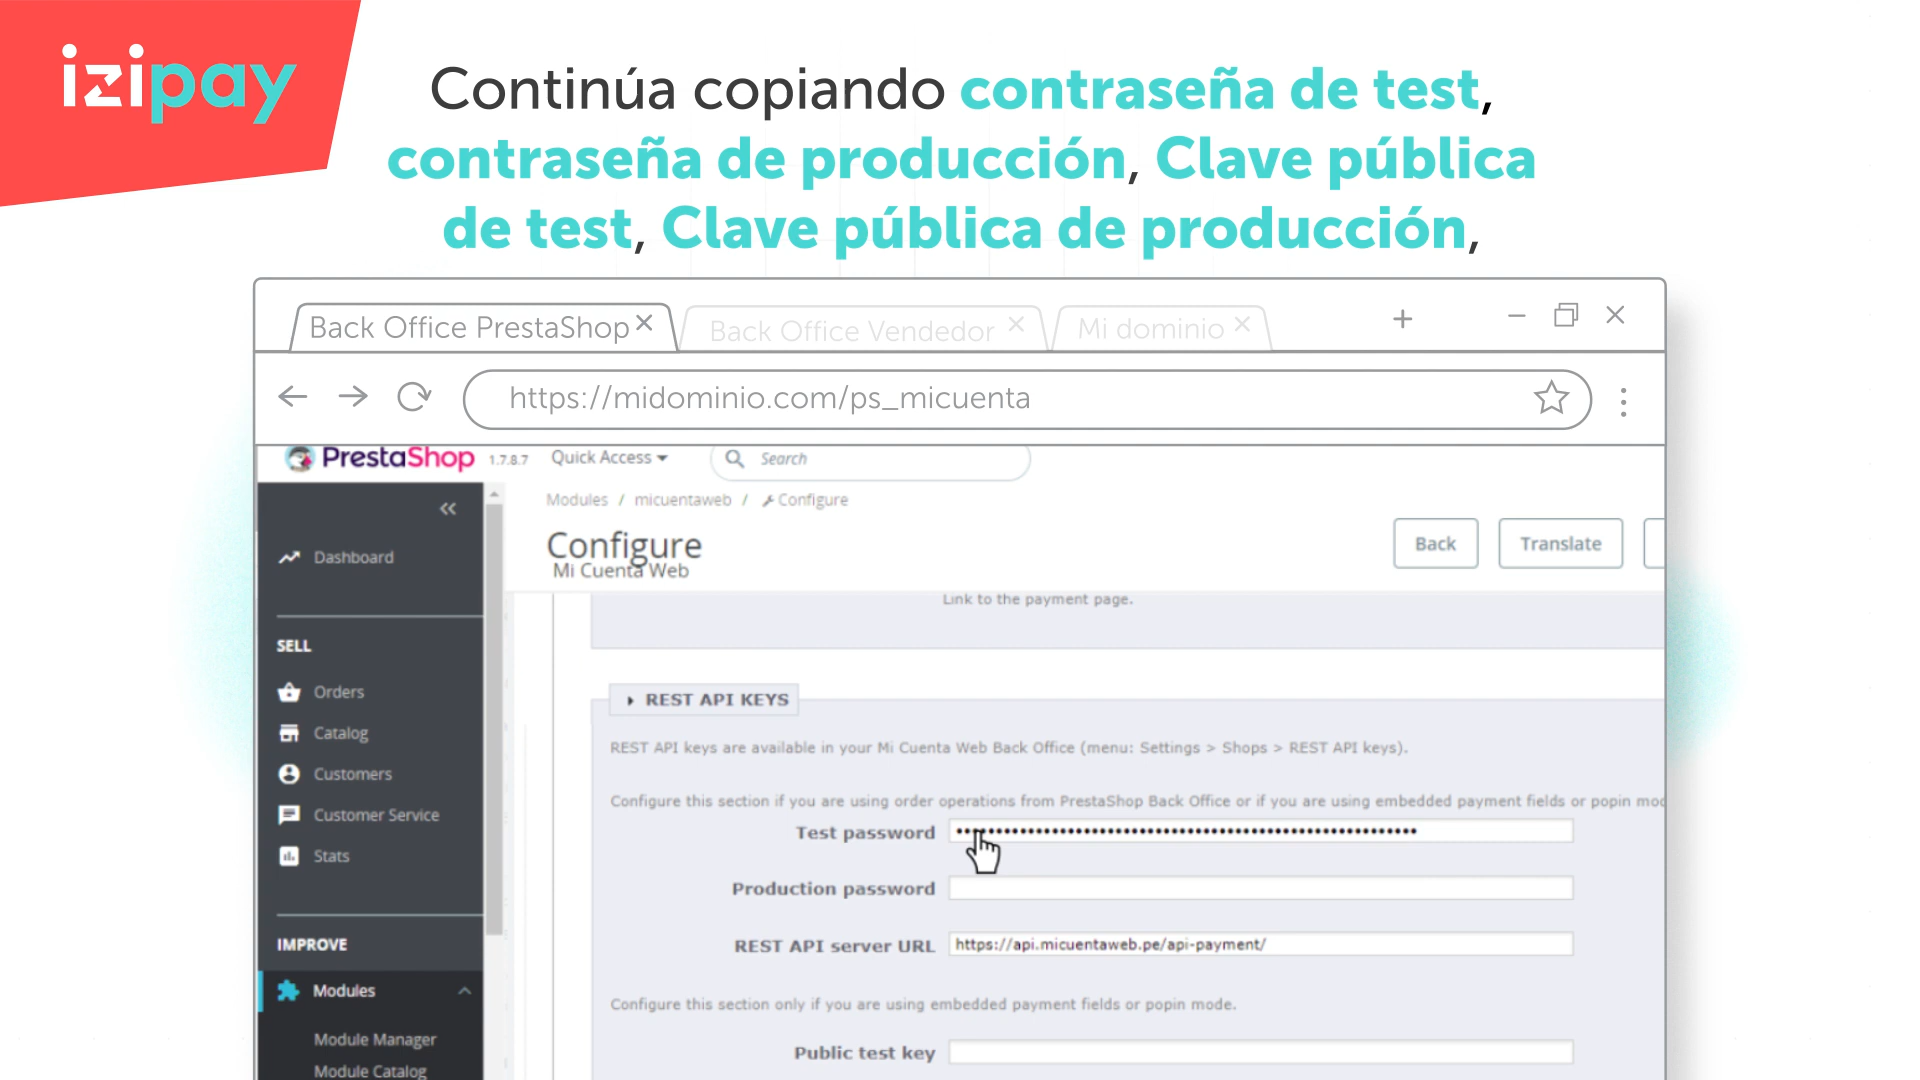 izipay
Continúa copiando contraseña de test,
contraseña de producción, Clave pública
de test, Clave pública de producción,
Back Office PrestaShop
Back Office Vendedor
Mi dominio
https://midominio.com/ps_micuenta
PrestaShop 1.7.8.7 Quick Access Search
Modules / micuentaweb / Configure
Configure
Mi Cuenta Web
Back
Translate
Dashboard
SELL
Orders
Catalog
Customers
Customer Service
Stats
IMPROVE
Modules
Module Manager
Module Catalog
Link to the payment page.
REST API KEYS
REST API keys are available in your Mi Cuenta Web Back Office (menu: Settings > Shops > REST API keys).
Configure this section if you are using order operations from PrestaShop Back Office or if you are using embedded payment fields or popin
Test password
Production password
REST API server URL https://api.micuentaweb.pe/api-payment/
Configure this section only if you are using embedded payment fields or popin mode.
Public test key